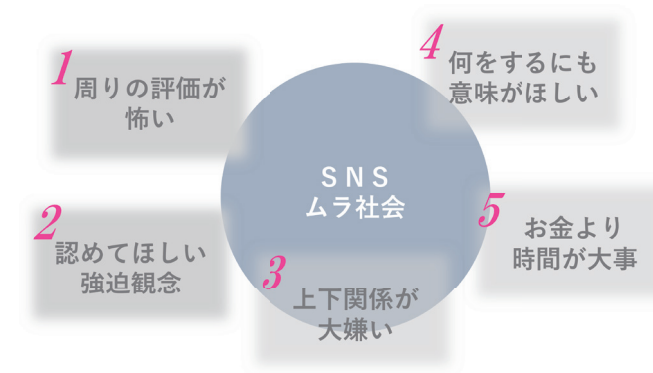 1
周りの評価が
怖い
2
認めてほしい
強迫観念
3
上下関係が
大嫌い
4
何をするにも
意味がほしい
5
お金より
時間が大事
ＳＮＳ
ムラ社会